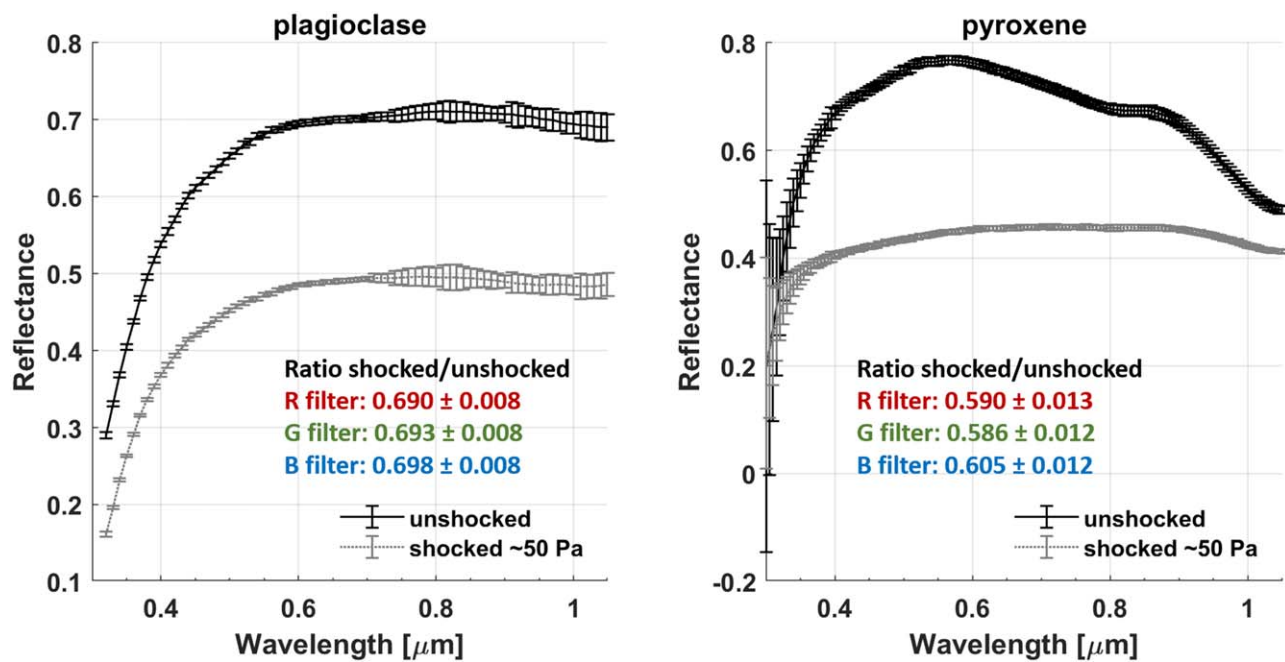 plagioclase
0.8
0.7
0.6
0.5
0.4
0.3
0.2
0.1
Reflectance
Ratio shocked/unshocked
R filter: 0.690 ± 0.008
G filter: 0.693 ± 0.008
B filter: 0.698 ± 0.008
unshocked
shocked ~50 Pa
0.4 0.6 0.8 1
Wavelength [μm]
pyroxene
0.8
0.6
0.4
0.2
0
-0.2
Reflectance
Ratio shocked/unshocked
R filter: 0.590 ± 0.013
G filter: 0.586 ± 0.012
B filter: 0.605 ± 0.012
unshocked
shocked ~50 Pa
0.4 0.6 0.8 1
Wavelength [μm]